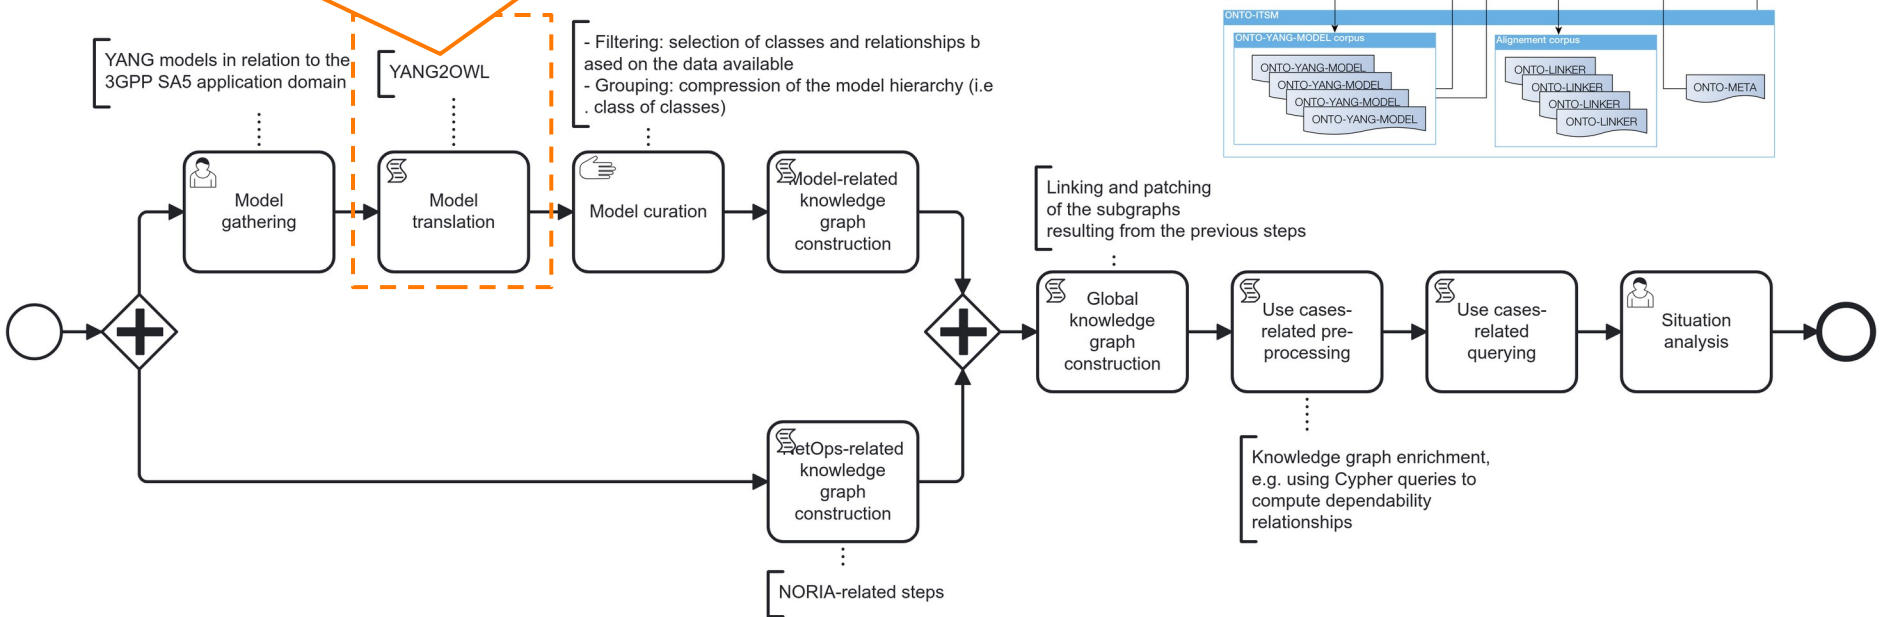 YANG models in relation to the
3GPP SA5 application domain
YANG2OWL
- Filtering: selection of classes and relationships b
ased on the data available
- Grouping: compression of the model hierarchy (i.e
. class of classes)
ONTO-ITSM
ONTO-YANG-MODEL corpus
ONTO-YANG-MODEL
ONTO-YANG-MODEL
ONTO-YANG-MODEL
ONTO-YANG-MODEL
Alignement corpus
ONTO-LINKER
ONTO-LINKER
ONTO-LINKER
ONTO-LINKER
ONTO-META
Model
gathering
Model
translation
Model curation
Model-related
knowledge
graph
construction
Linking and patching
of the subgraphs
resulting from the previous steps
Global
knowledge
graph
construction
Use cases-
related pre-
processing
Use cases-
related
querying
Situation
analysis
NetOps-related
knowledge
graph
construction
Knowledge graph enrichment,
e.g. using Cypher queries to
compute dependability
relationships
NORIA-related steps